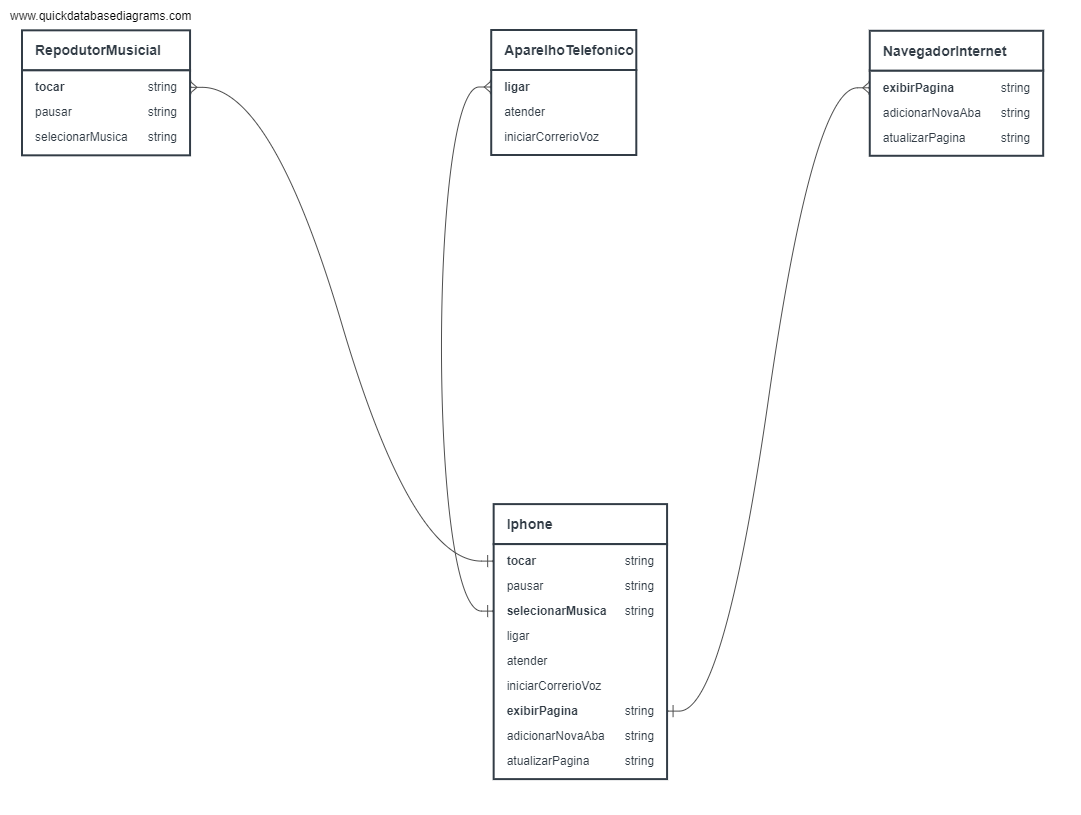 www.quickdatabasediagrams.com
RepodutorMusicial
tocar string
pausar string
selecionarMusica string
AparelhoTelefonico
ligar
atender
iniciarCorrerioVoz
NavegadorInternet
exibirPagina string
adicionarNovaAba string
atualizarPagina string
Iphone
tocar string
pausar string
selecionarMusica string
ligar
atender
iniciarCorrerioVoz
exibirPagina string
adicionarNovaAba string
atualizarPagina string